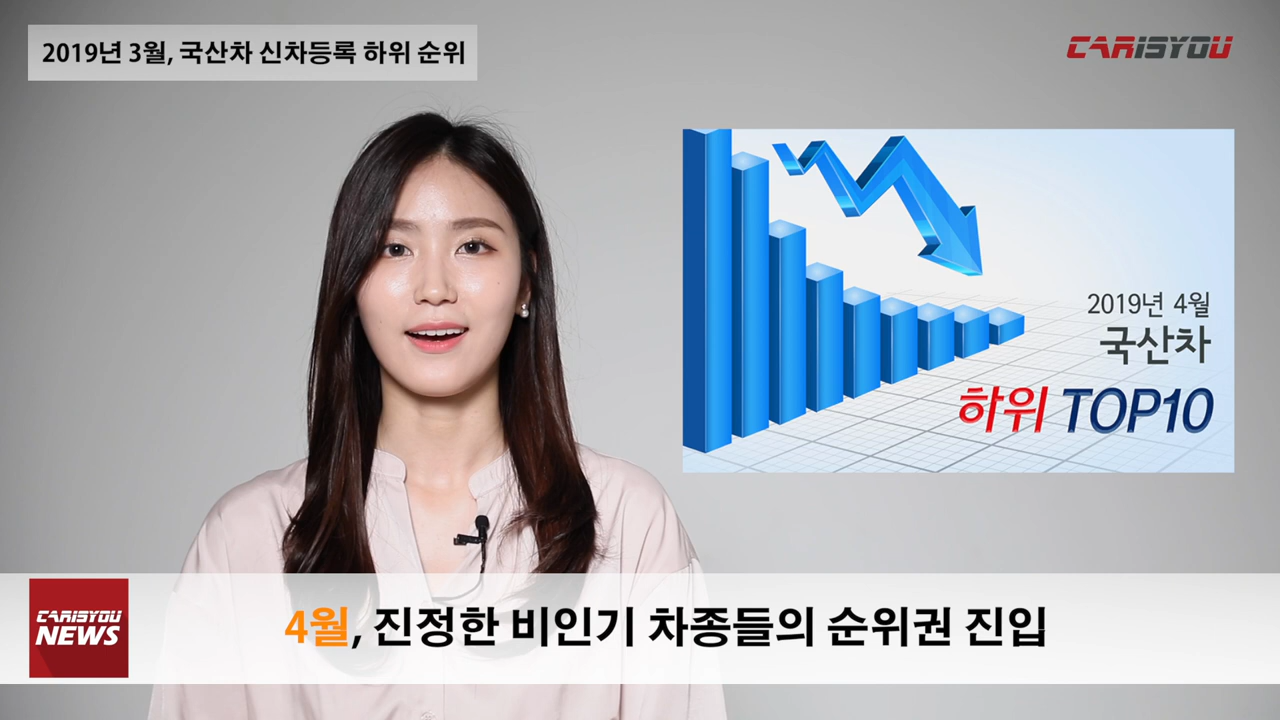 2019년 3월, 국산차 신차등록 하위 순위
CARISYOU
2019년 4월
국산차
하위 TOP10
CARISYOU
NEWS
4월, 진정한 비인기 차종들의 순위권 진입